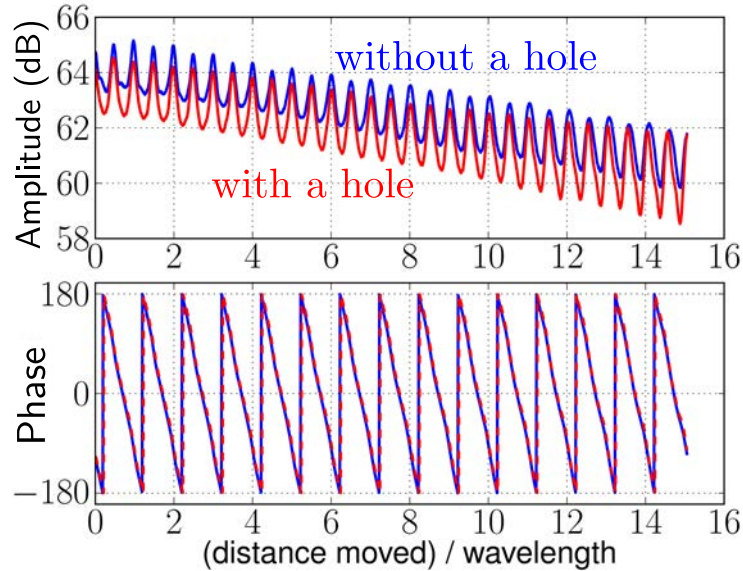 Amplitude (dB)
66
64
62
60
58
without a hole
with a hole
0 2 4 6 8 10 12 14 16
Phase
180
0
−180
0 2 4 6 8 10 12 14 16
(distance moved) / wavelength